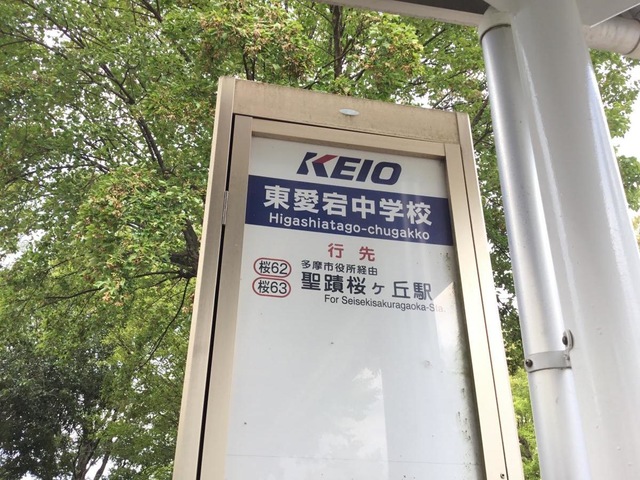 KEIO
東愛宕中学校
Higashiatago-chugakko
行先
桜62 多摩市役所経由
桜63 聖蹟桜ヶ丘駅
For Seisekisakuragaoka-Sta.